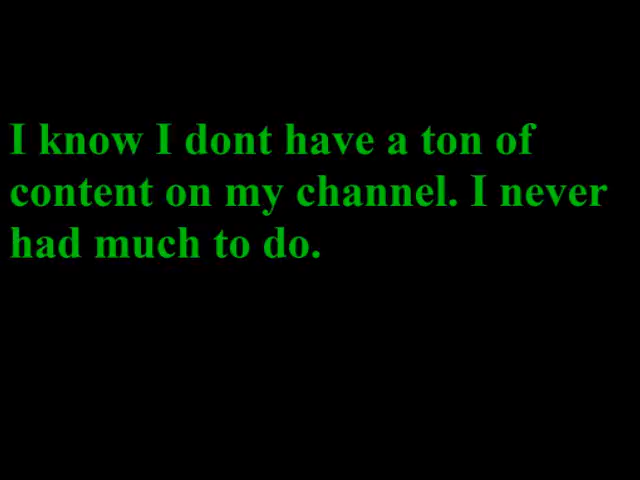 I know I dont have a ton of
content on my channel. I never
had much to do.